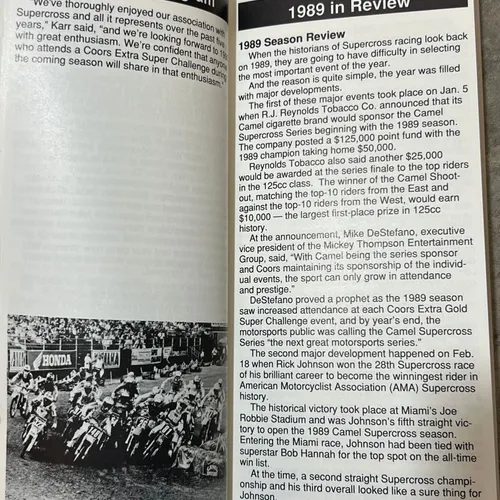 We've thoroughly enjoyed our association with
Supercross and all it represents over the past five
years," Karr said, "and we're looking forward to 1990
with great enthusiasm. We're confident that anyone
who attends a Coors Extra Super Challenge during
the coming season will share in that enthusiasm."
HONDA
1989 in Review
1989 Season Review
When the historians of Supercross racing look back
on 1989, they are going to have difficulty in selecting
the most important event of the year.
And the reason is quite simple, the year was filled
with major developments.
The first of these major events took place on Jan. 5
when R.J. Reynolds Tobacco Co. announced that its
Camel cigarette brand would sponsor the Camel
Supercross Series beginning with the 1989 season.
The company posted a $125,000 point fund with the
1989 champion taking home $50,000.
Reynolds Tobacco also said another $25,000
would be awarded at the series finale to the top riders
in the 125cc class. The winner of the Camel Shoot-
out, matching the top-10 riders from the East and
against the top-10 riders from the West, would earn
$10,000 — the largest first-place prize in 125cc
history.
At the announcement, Mike DeStefano, executive
vice president of the Mickey Thompson Entertainment
Group, said, "With Camel being the series sponsor
and Coors maintaining its sponsorship of the individ-
ual events, the sport can only grow in attendance
and prestige."
DeStefano proved a prophet as the 1989 season
saw increased attendance at each Coors Extra Gold
Super Challenge event, and by year's end, the
motorsports public was calling the Camel Supercross
Series "the next great motorsports series."
The second major development happened on Feb.
18 when Rick Johnson won the 28th Supercross race
of his brilliant career to become the winningest rider in
American Motorcyclist Association (AMA) Supercross
history.
The historical victory took place at Miami's Joe
Robbie Stadium and was Johnson's fifth straight vic-
tory to open the 1989 Camel Supercross season.
Entering the Miami race, Johnson had been tied with
superstar Bob Hannah for the top spot on the all-time
win list.
At the time, a second straight Supercross champi-
onship and his third overall looked like a sure thing for
Johnson.